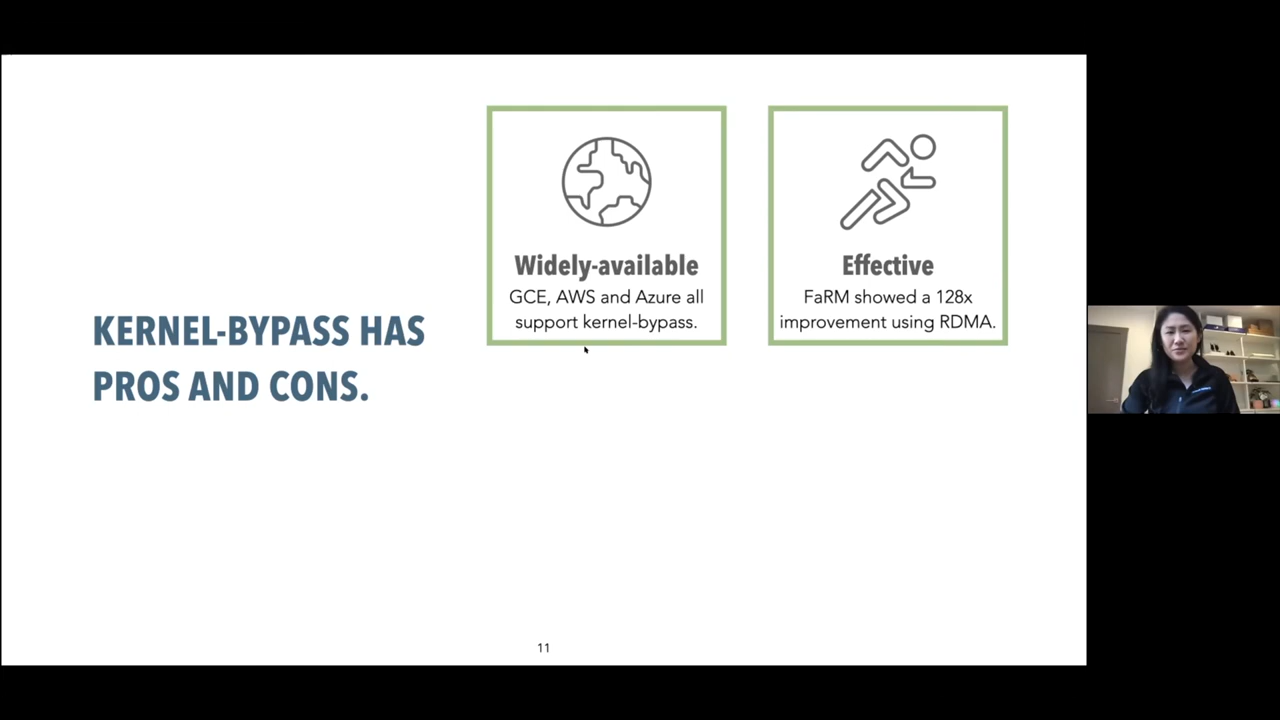 KERNEL-BYPASS HAS
PROS AND CONS.
Widely-available
GCE, AWS and Azure all
support kernel-bypass.
Effective
FaRM showed a 128x
improvement using RDMA.
11